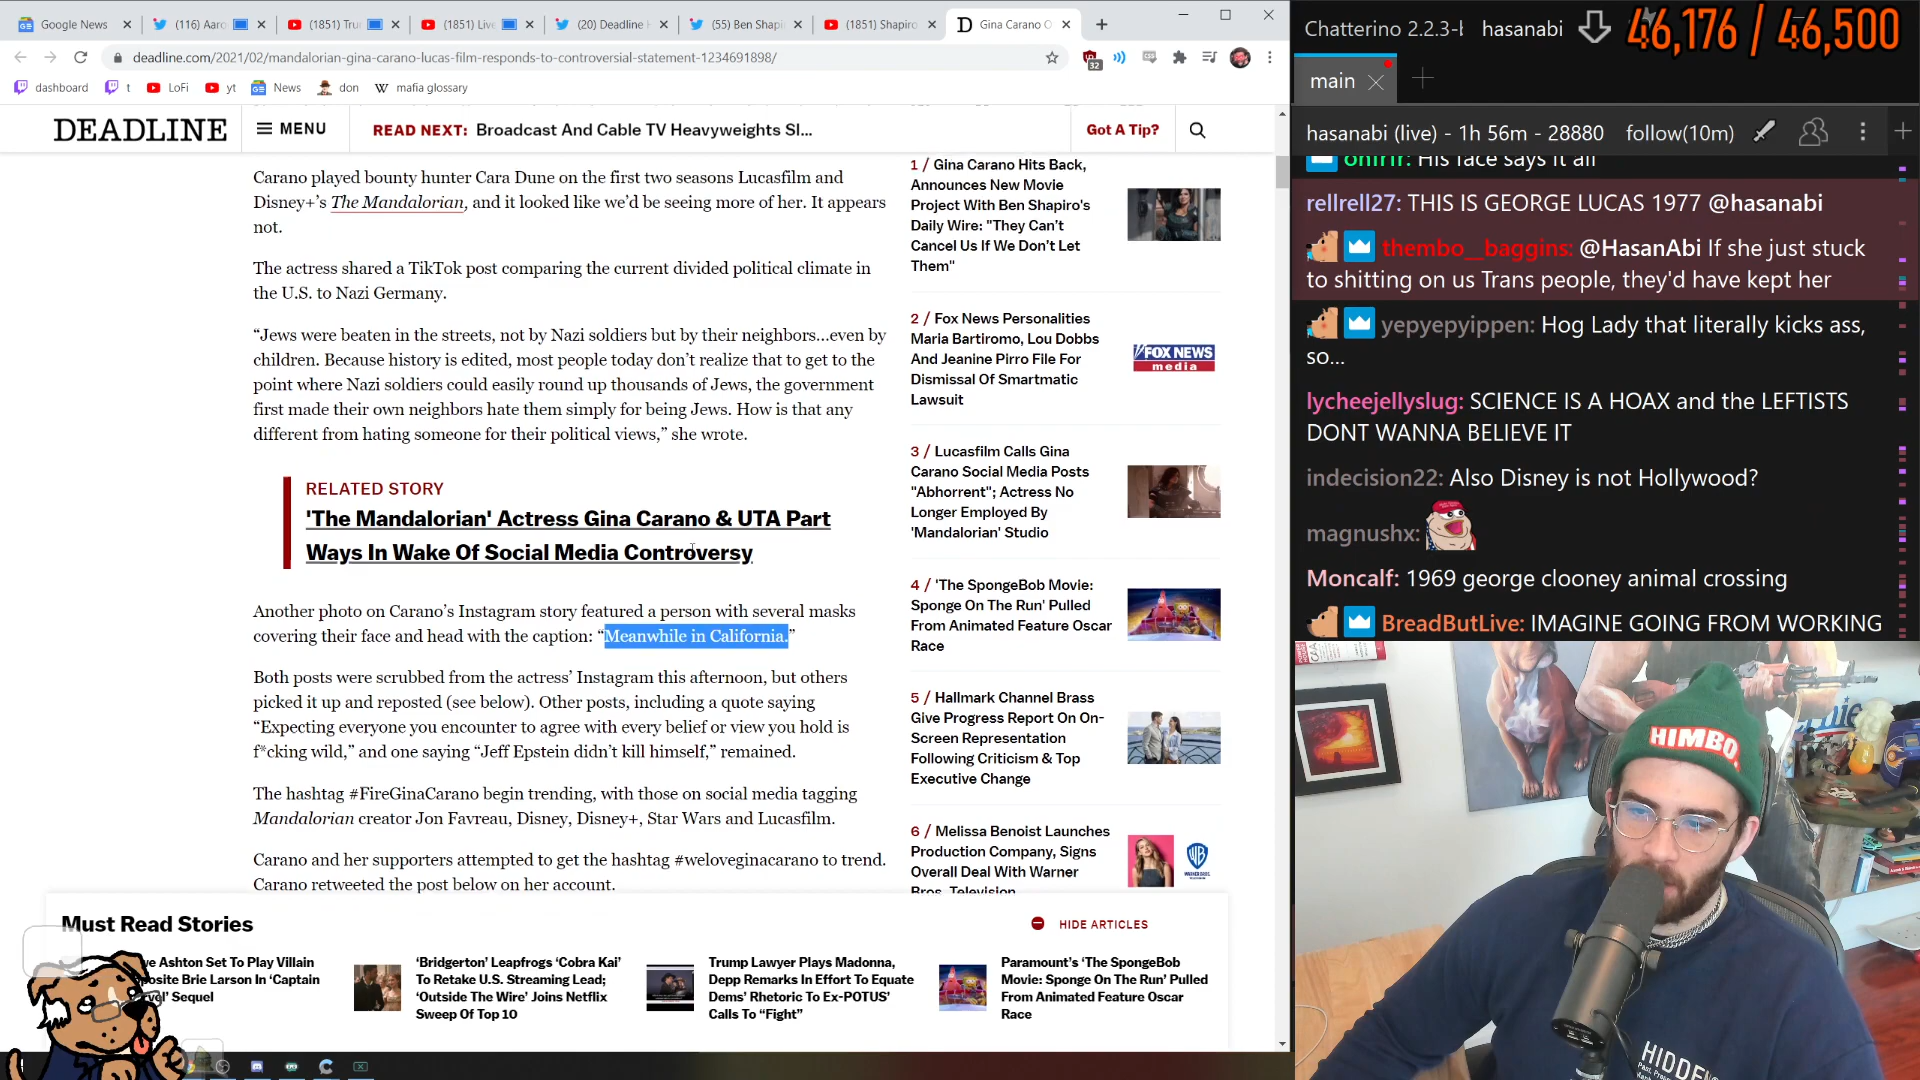 Google News
(116) Aaro
(1851) Tru
(1851) Live
(20) Deadline H
(55) Ben Shapi
(1851) Shapiro
Gina Carano O
deadline.com/2021/02/mandalorian-gina-carano-lucas-film-responds-to-controversial-statement-1234691898/
32
dashboard
t
LoFi
yt
News
don
W mafia glossary
DEADLINE
MENU
READ NEXT: Broadcast And Cable TV Heavyweights Sl...
Got A Tip?
Carano played bounty hunter Cara Dune on the first two seasons Lucasfilm and
Disney+’s The Mandalorian, and it looked like we’d be seeing more of her. It appears
not.
The actress shared a TikTok post comparing the current divided political climate in
the U.S. to Nazi Germany.
“Jews were beaten in the streets, not by Nazi soldiers but by their neighbors…even by
children. Because history is edited, most people today don’t realize that to get to the
point where Nazi soldiers could easily round up thousands of Jews, the government
first made their own neighbors hate them simply for being Jews. How is that any
different from hating someone for their political views,” she wrote.
RELATED STORY
'The Mandalorian' Actress Gina Carano & UTA Part
Ways In Wake Of Social Media Controversy
Another photo on Carano’s Instagram story featured a person with several masks
covering their face and head with the caption: “Meanwhile in California.”
Both posts were scrubbed from the actress’ Instagram this afternoon, but others
picked it up and reposted (see below). Other posts, including a quote saying
“Expecting everyone you encounter to agree with every belief or view you hold is
f*cking wild,” and one saying “Jeff Epstein didn’t kill himself,” remained.
The hashtag #FireGinaCarano begin trending, with those on social media tagging
Mandalorian creator Jon Favreau, Disney, Disney+, Star Wars and Lucasfilm.
Carano and her supporters attempted to get the hashtag #weloveginacarano to trend.
Carano retweeted the post below on her account.
1 / Gina Carano Hits Back,
Announces New Movie
Project With Ben Shapiro's
Daily Wire: "They Can’t
Cancel Us If We Don’t Let
Them"
2 / Fox News Personalities
Maria Bartiromo, Lou Dobbs
And Jeanine Pirro File For
Dismissal Of Smartmatic
Lawsuit
FOX NEWS
media
3 / Lucasfilm Calls Gina
Carano Social Media Posts
"Abhorrent"; Actress No
Longer Employed By
'Mandalorian' Studio
4 / 'The SpongeBob Movie:
Sponge On The Run' Pulled
From Animated Feature Oscar
Race
5 / Hallmark Channel Brass
Give Progress Report On On-
Screen Representation
Following Criticism & Top
Executive Change
6 / Melissa Benoist Launches
Production Company, Signs
Overall Deal With Warner
Bros. Television
Must Read Stories
HIDE ARTICLES
ve Ashton Set To Play Villain
posite Brie Larson In ‘Captain
rvel’ Sequel
‘Bridgerton’ Leapfrogs ‘Cobra Kai’
To Retake U.S. Streaming Lead;
‘Outside The Wire’ Joins Netflix
Sweep Of Top 10
Trump Lawyer Plays Madonna,
Depp Remarks In Effort To Equate
Dems’ Rhetoric To Ex-POTUS’
Calls To “Fight”
Paramount’s ‘The SpongeBob
Movie: Sponge On The Run’ Pulled
From Animated Feature Oscar
Race
Chatterino 2.2.3-b
hasanabi
46,176 / 46,500
main
hasanabi (live) - 1h 56m - 28880
follow(10m)
His face says it all
rellrell27: THIS IS GEORGE LUCAS 1977 @hasanabi
thembo__baggins: @HasanAbi If she just stuck
to shitting on us Trans people, they'd have kept her
yepyepyippen: Hog Lady that literally kicks ass,
so...
lycheejellyslug: SCIENCE IS A HOAX and the LEFTISTS
DONT WANNA BELIEVE IT
indecision22: Also Disney is not Hollywood?
magnushx:
Moncalf: 1969 george clooney animal crossing
BreadButLive: IMAGINE GOING FROM WORKING
HIMBO.
HIDDEN